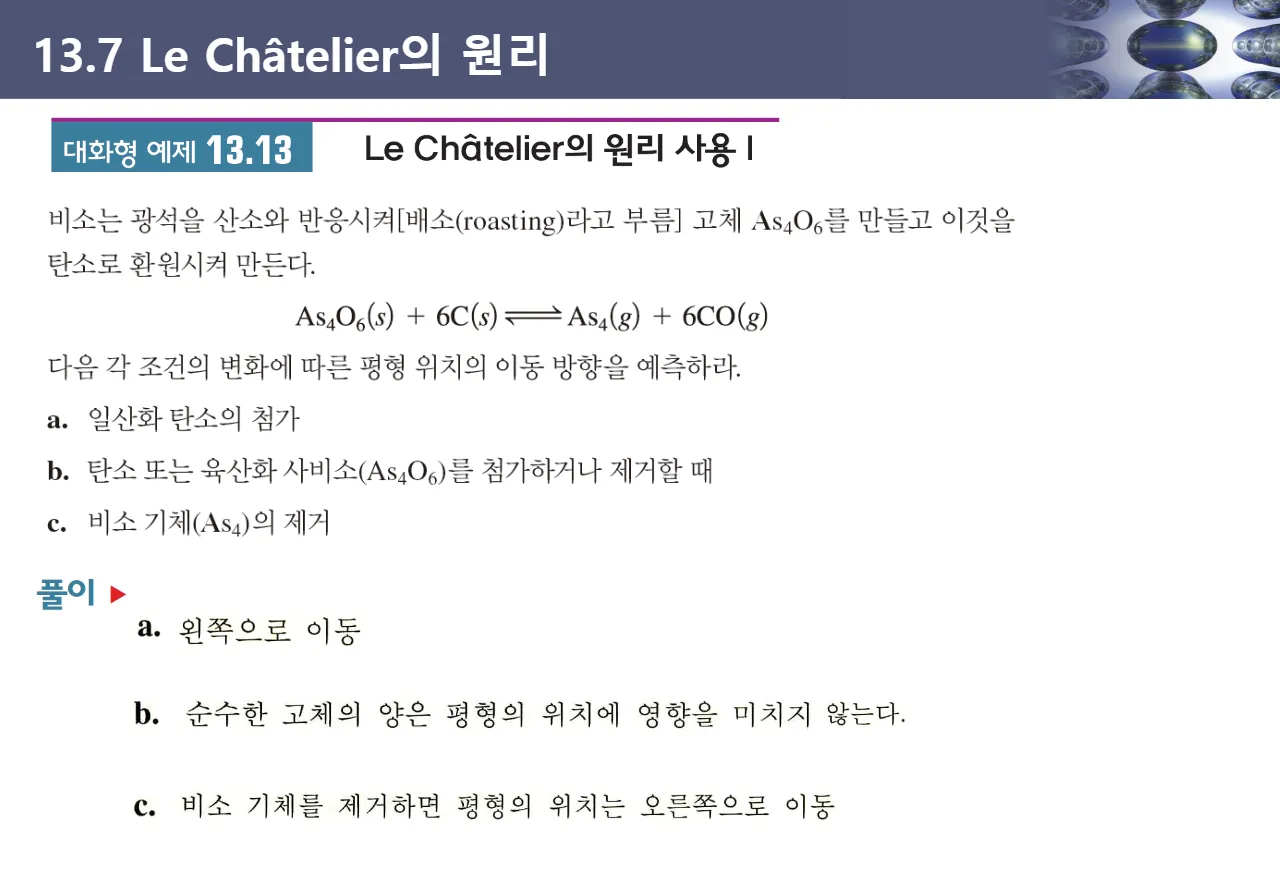 13.7 Le Châtelier의 원리
대화형 예제 13.13 Le Châtelier의 원리 사용 I
비소는 광석을 산소와 반응시켜[배소(roasting)라고 부름] 고체 As₄O₆를 만들고 이것을
탄소로 환원시켜 만든다.
As₄O₆(s) + 6C(s) ⇌ As₄(g) + 6CO(g)
다음 각 조건의 변화에 따른 평형 위치의 이동 방향을 예측하라.
a. 일산화 탄소의 첨가
b. 탄소 또는 육산화 사비소(As₄O₆)를 첨가하거나 제거할 때
c. 비소 기체(As₄)의 제거
풀이 ▶
a. 왼쪽으로 이동
b. 순수한 고체의 양은 평형의 위치에 영향을 미치지 않는다.
c. 비소 기체를 제거하면 평형의 위치는 오른쪽으로 이동